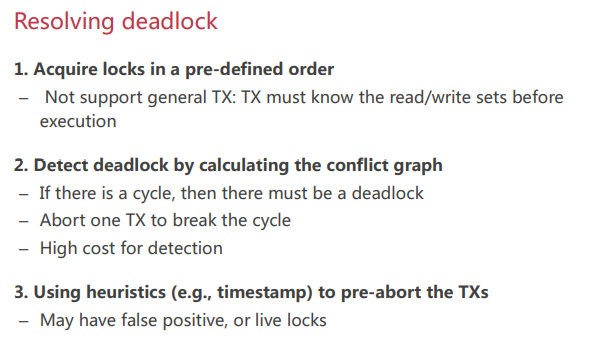 Resolving deadlock
1. Acquire locks in a pre-defined order
– Not support general TX: TX must know the read/write sets before
execution
2. Detect deadlock by calculating the conflict graph
– If there is a cycle, then there must be a deadlock
– Abort one TX to break the cycle
– High cost for detection
3. Using heuristics (e.g., timestamp) to pre-abort the TXs
– May have false positive, or live locks